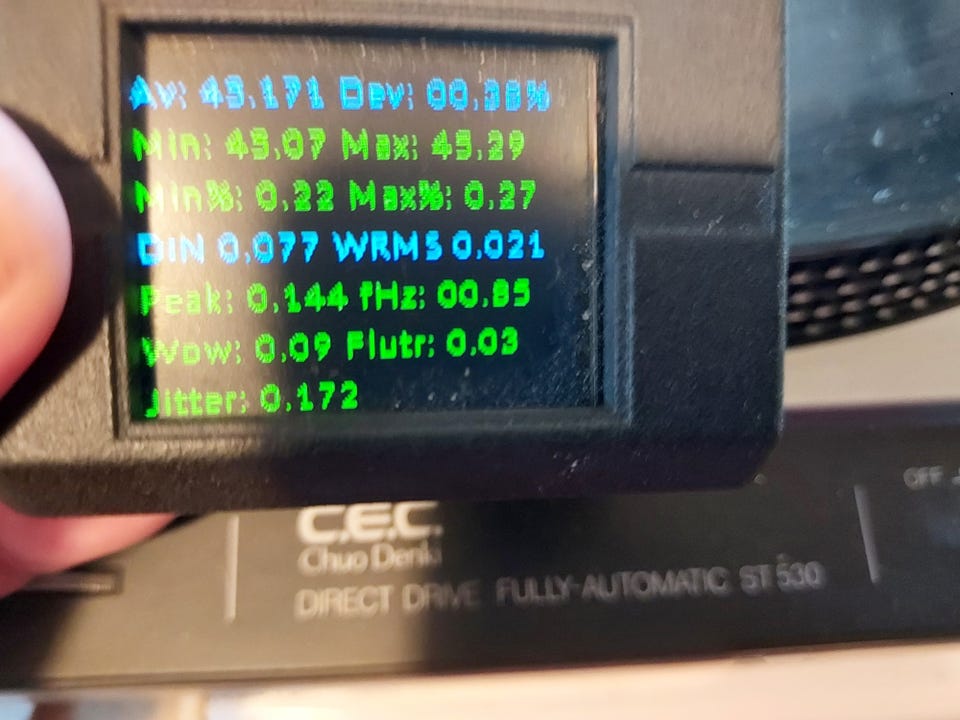 Av: 45.171 Dev: 00.38%
Min: 45.07 Max: 45.29
Min%: 0.22 Max%: 0.27
DIN 0.077 WRMS 0.021
Peak: 0.144 fHz: 00.85
Wow: 0.09 Flutr: 0.03
Jitter: 0.172
OFF
C.E.C.
Chuo Denki
DIRECT DRIVE FULLY-AUTOMATIC ST 530